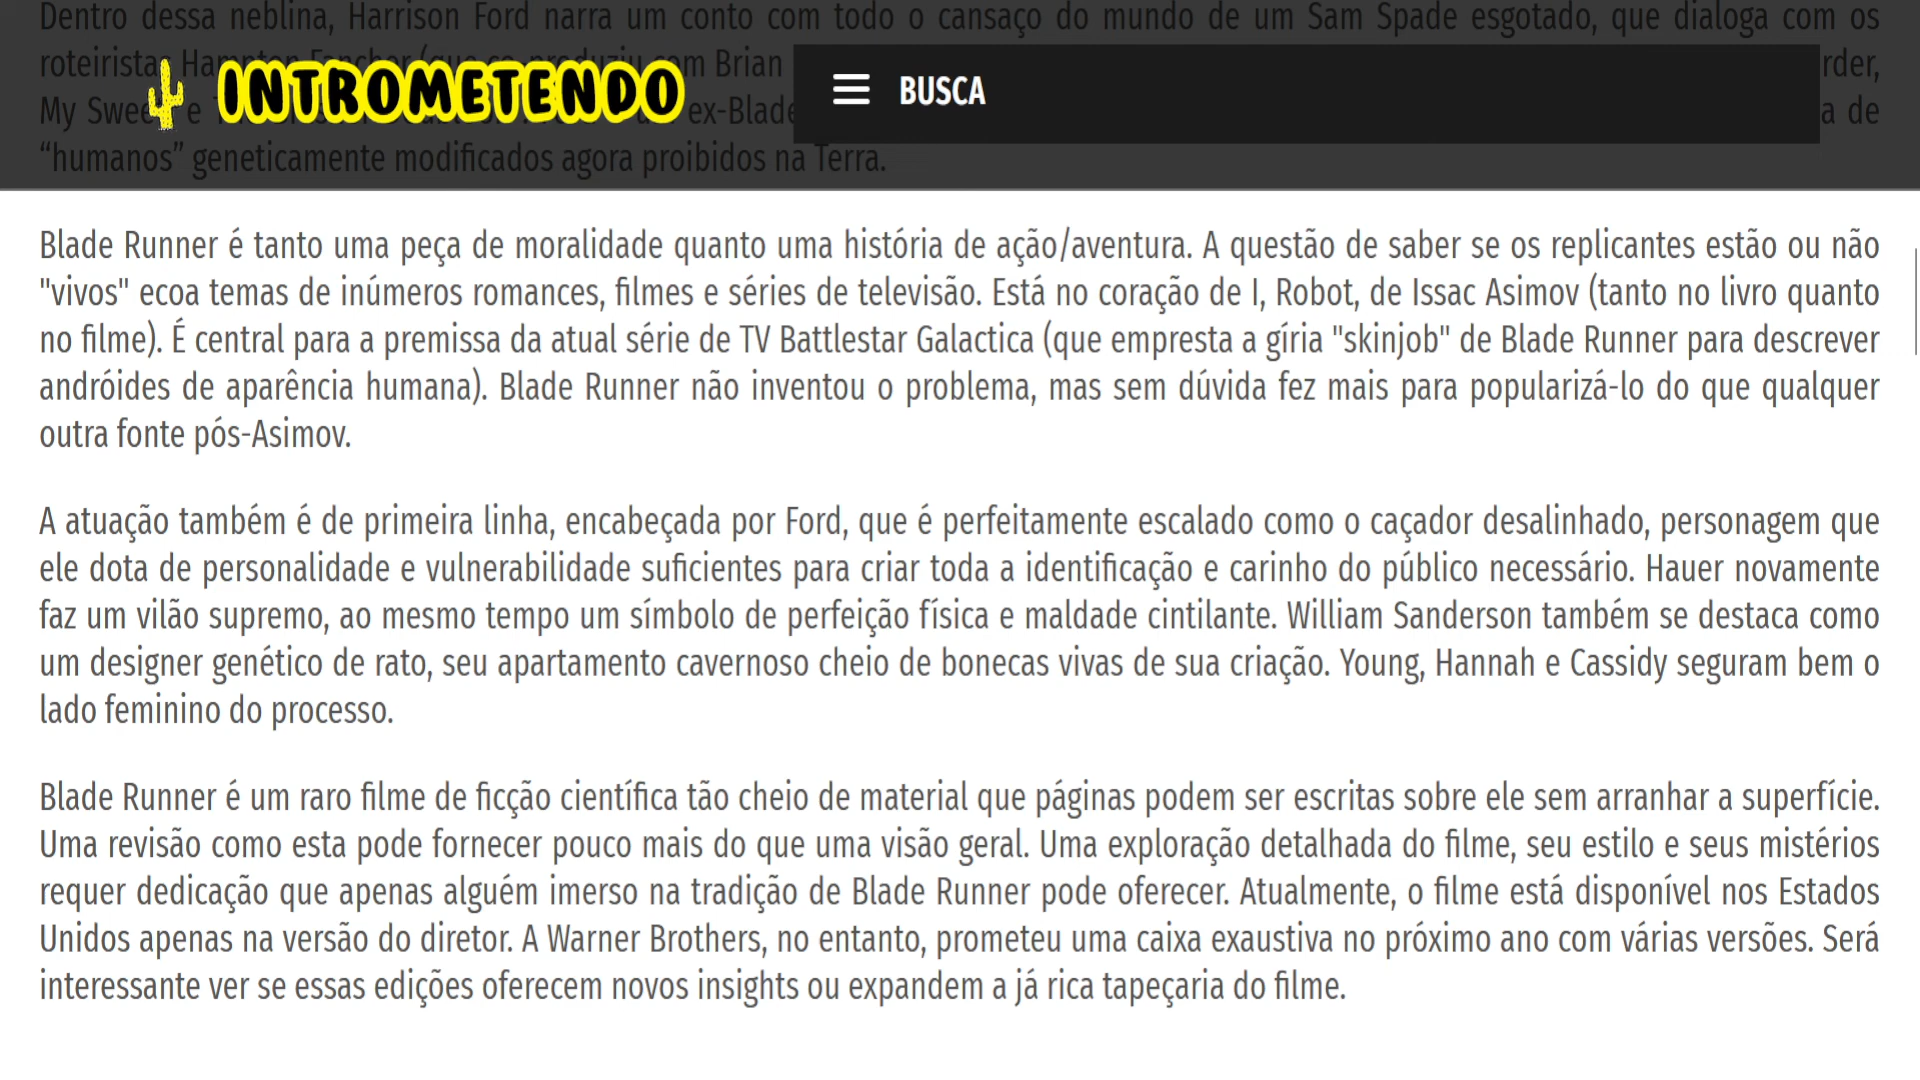 Dentro dessa neblina, Harrison Ford narra um conto com todo o cansaço do mundo de um Sam Spade esgotado, que dialoga com os
roteiristas Brian
INTROMETENDO
BUSCA
My e ex-Blade a de
"humanos" geneticamente modificados agora proibidos na Terra.
Blade Runner é tanto uma peça de moralidade quanto uma história de ação/aventura. A questão de saber se os replicantes estão ou não
"vivos" ecoa temas de inúmeros romances, filmes e séries de televisão. Está no coração de I, Robot, de Issac Asimov (tanto no livro quanto
no filme). É central para a premissa da atual série de TV Battlestar Galactica (que empresta a gíria "skinjob" de Blade Runner para descrever
andróides de aparência humana). Blade Runner não inventou o problema, mas sem dúvida fez mais para popularizá-lo do que qualquer
outra fonte pós-Asimov.
A atuação também é de primeira linha, encabeçada por Ford, que é perfeitamente escalado como o caçador desalinhado, personagem que
ele dota de personalidade e vulnerabilidade suficientes para criar toda a identificação e carinho do público necessário. Hauer novamente
faz um vilão supremo, ao mesmo tempo um símbolo de perfeição física e maldade cintilante. William Sanderson também se destaca como
um designer genético de rato, seu apartamento cavernoso cheio de bonecas vivas de sua criação. Young, Hannah e Cassidy seguram bem o
lado feminino do processo.
Blade Runner é um raro filme de ficção científica tão cheio de material que páginas podem ser escritas sobre ele sem arranhar a superfície.
Uma revisão como esta pode fornecer pouco mais do que uma visão geral. Uma exploração detalhada do filme, seu estilo e seus mistérios
requer dedicação que apenas alguém imerso na tradição de Blade Runner pode oferecer. Atualmente, o filme está disponível nos Estados
Unidos apenas na versão do diretor. A Warner Brothers, no entanto, prometeu uma caixa exaustiva no próximo ano com várias versões. Será
interessante ver se essas edições oferecem novos insights ou expandem a já rica tapeçaria do filme.